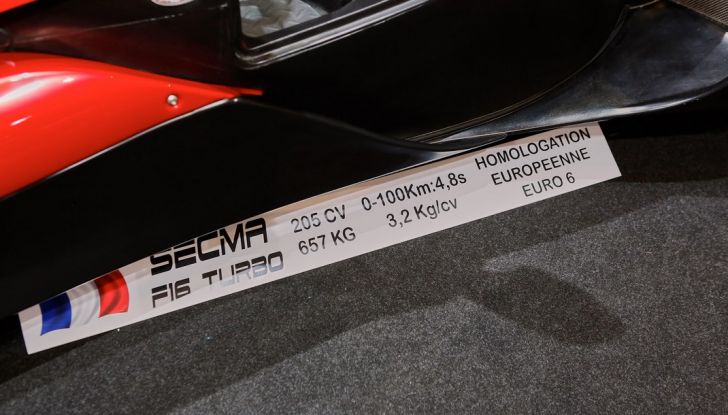 SECMA
F16 TURBO
205 CV
657 KG
0-100Km:4,8s
3,2 Kg/cv
HOMOLOGATION
EUROPEENNE
EURO 6